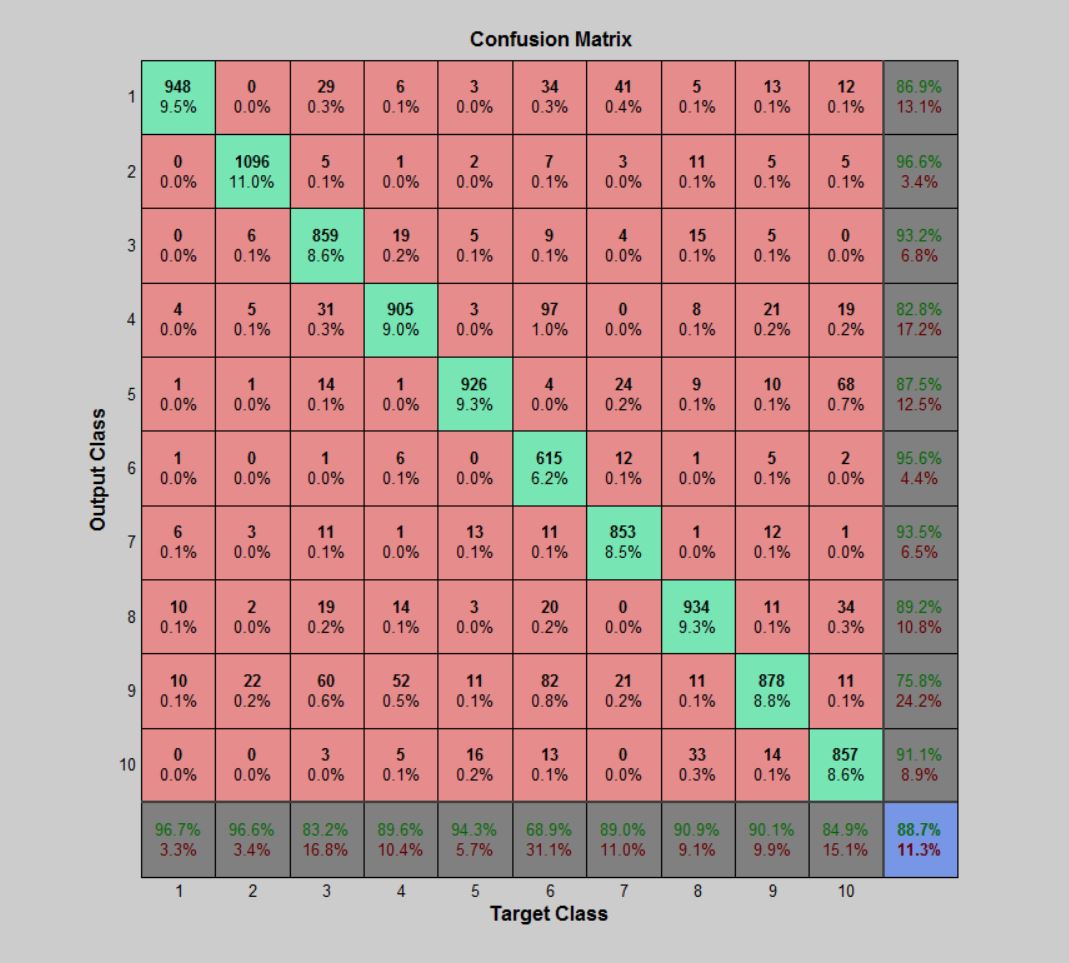 Confusion Matrix
948 0 29 6 3 34 41 5 13 12 86.9%
1
9.5% 0.0% 0.3% 0.1% 0.0% 0.3% 0.4% 0.1% 0.1% 0.1% 13.1%
0 1096 5 1 2 7 3 11 5 5 96.6%
2
0.0% 11.0% 0.1% 0.0% 0.0% 0.1% 0.0% 0.1% 0.1% 0.1% 3.4%
0 6 859 19 5 9 4 15 5 0 93.2%
3
0.0% 0.1% 8.6% 0.2% 0.1% 0.1% 0.0% 0.1% 0.1% 0.0% 6.8%
4 5 31 905 3 97 0 8 21 19 82.8%
4
0.0% 0.1% 0.3% 9.0% 0.0% 1.0% 0.0% 0.1% 0.2% 0.2% 17.2%
1 1 14 1 926 4 24 9 10 68 87.5%
5
0.0% 0.0% 0.1% 0.0% 9.3% 0.0% 0.2% 0.1% 0.1% 0.7% 12.5%
Output Class
1 0 1 6 0 615 12 1 5 2 95.6%
6
0.0% 0.0% 0.0% 0.1% 0.0% 6.2% 0.1% 0.0% 0.1% 0.0% 4.4%
6 3 11 1 13 11 853 1 12 1 93.5%
7
0.1% 0.0% 0.1% 0.0% 0.1% 0.1% 8.5% 0.0% 0.1% 0.0% 6.5%
10 2 19 14 3 20 0 934 11 34 89.2%
8
0.1% 0.0% 0.2% 0.1% 0.0% 0.2% 0.0% 9.3% 0.1% 0.3% 10.8%
10 22 60 52 11 82 21 11 878 11 75.8%
9
0.1% 0.2% 0.6% 0.5% 0.1% 0.8% 0.2% 0.1% 8.8% 0.1% 24.2%
0 0 3 5 16 13 0 33 14 857 91.1%
10
0.0% 0.0% 0.0% 0.1% 0.2% 0.1% 0.0% 0.3% 0.1% 8.6% 8.9%
96.7% 96.6% 83.2% 89.6% 94.3% 68.9% 89.0% 90.9% 90.1% 84.9% 88.7%
3.3% 3.4% 16.8% 10.4% 5.7% 31.1% 11.0% 9.1% 9.9% 15.1% 11.3%
1 2 3 4 5 6 7 8 9 10
Target Class